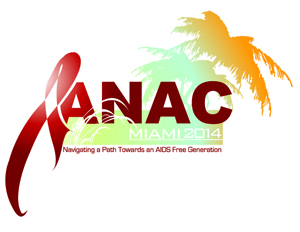 ANAC
MIAMI 2014
Navigating a Path Towards an AIDS Free Generation